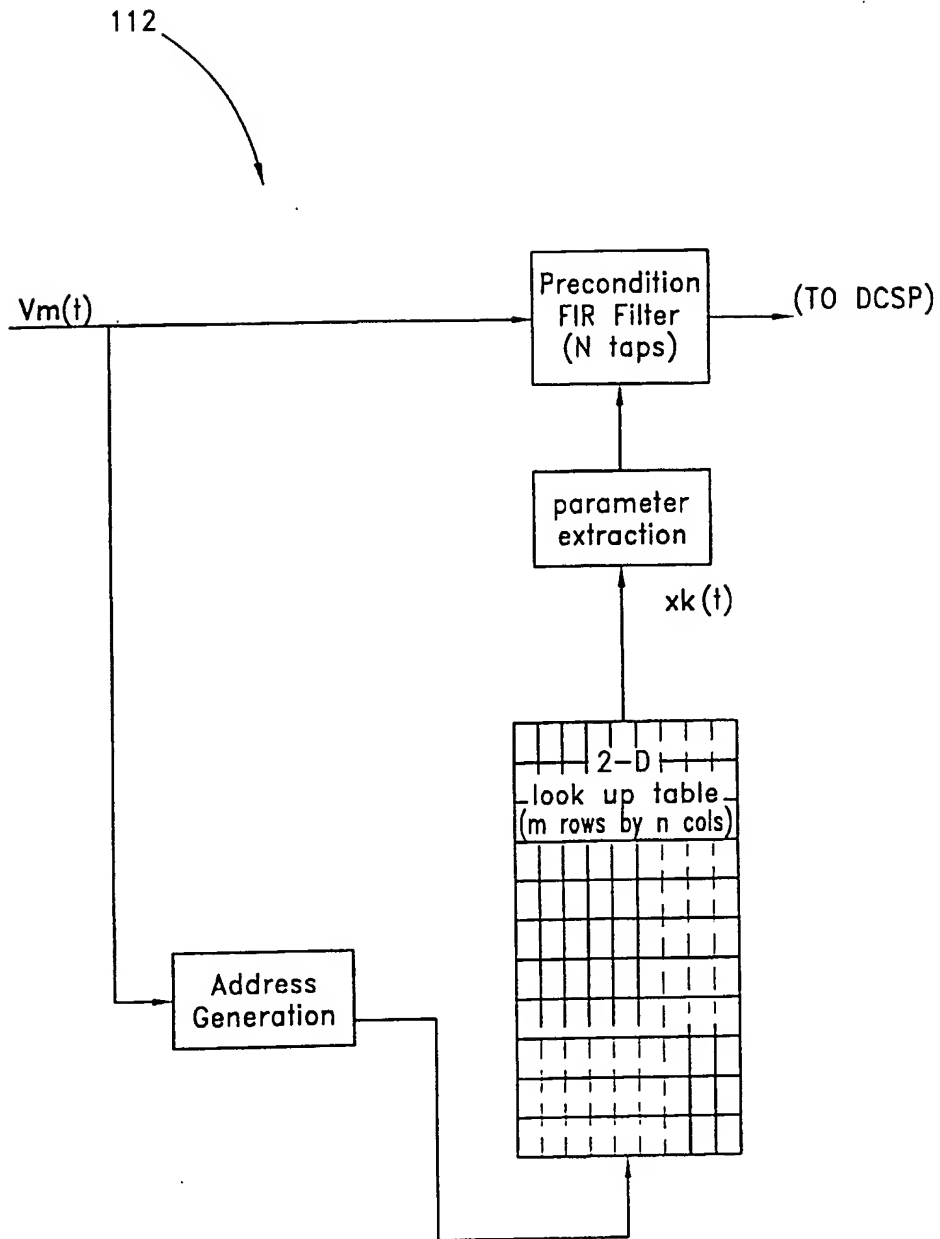 112
Vm(t)
Precondition
FIR Filter
(N taps)
(TO DCSP)
parameter
extraction
xk(t)
2-D
look up table
(m rows by n cols)
Address
Generation